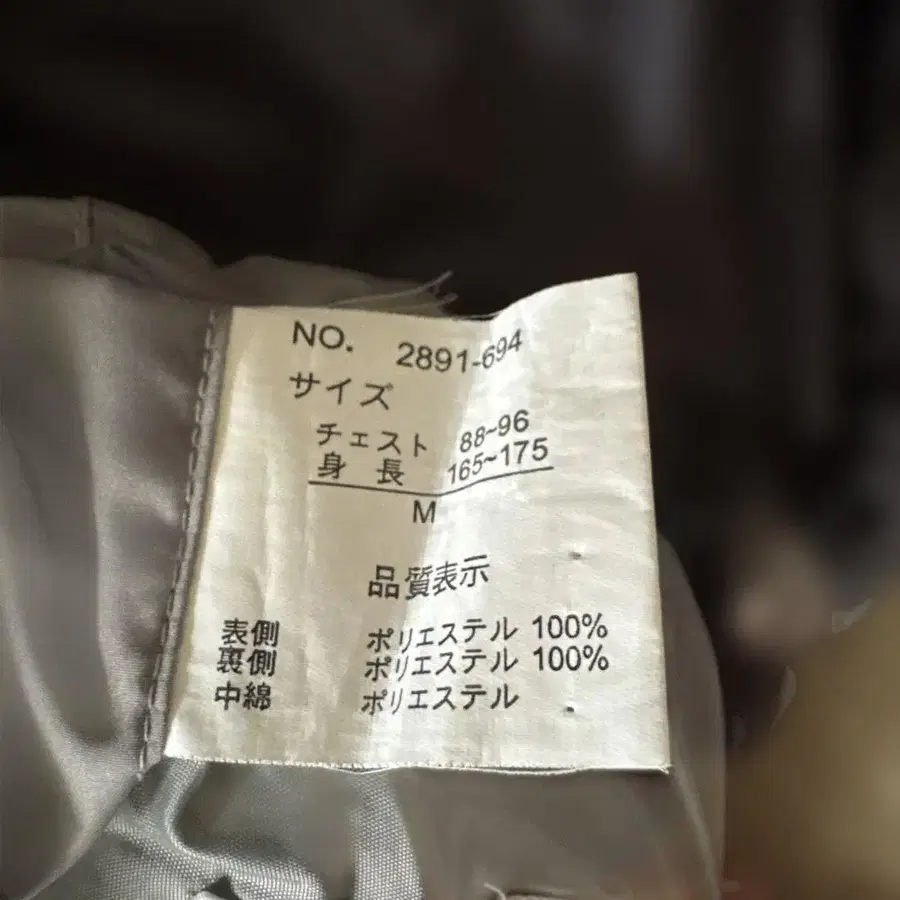 NO. 2891-694
サイズ
チェスト 88~96
身長 165~175
M
品質表示
表側 ポリエステル 100%
裏側 ポリエステル 100%
中綿 ポリエステル